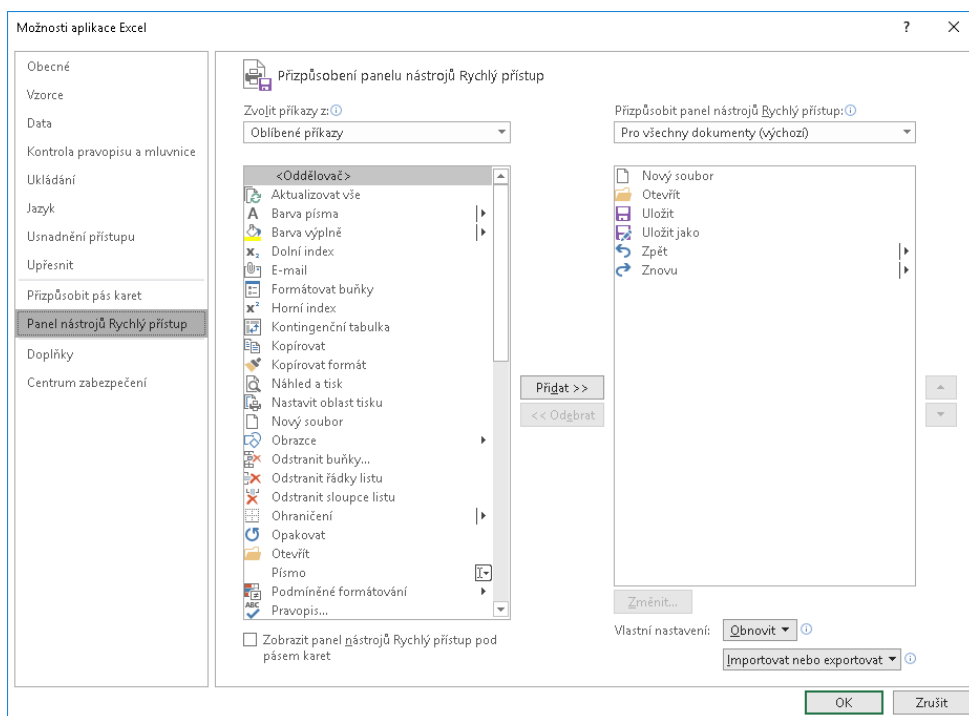 Možnosti aplikace Excel
?
Obecné
Vzorce
Data
Kontrola pravopisu a mluvnice
Ukládání
Jazyk
Usnadnění přístupu
Upřesnit
Přizpůsobit pás karet
Panel nástrojů Rychlý přístup
Doplňky
Centrum zabezpečení
Přizpůsobení panelu nástrojů Rychlý přístup
Zvolit příkazy z:
Oblíbené příkazy
<Oddělovač>
Aktualizovat vše
Barva písma
Barva výplně
Dolní index
E-mail
Formátovat buňky
Horní index
Kontingenční tabulka
Kopírovat
Kopírovat formát
Náhled a tisk
Nastavit oblast tisku
Nový soubor
Obrazce
Odstranit buňky...
Odstranit řádky listu
Odstranit sloupce listu
Ohraničení
Opakovat
Otevřít
Písmo
Podmíněné formátování
Pravopis...
Zobrazit panel nástrojů Rychlý přístup pod
pásem karet
Přidat >>
<< Odebrat
Přizpůsobit panel nástrojů Rychlý přístup:
Pro všechny dokumenty (výchozí)
Nový soubor
Otevřít
Uložit
Uložit jako
Zpět
Znovu
Změnit...
Vlastní nastavení:
Obnovit
Importovat nebo exportovat
OK
Zrušit